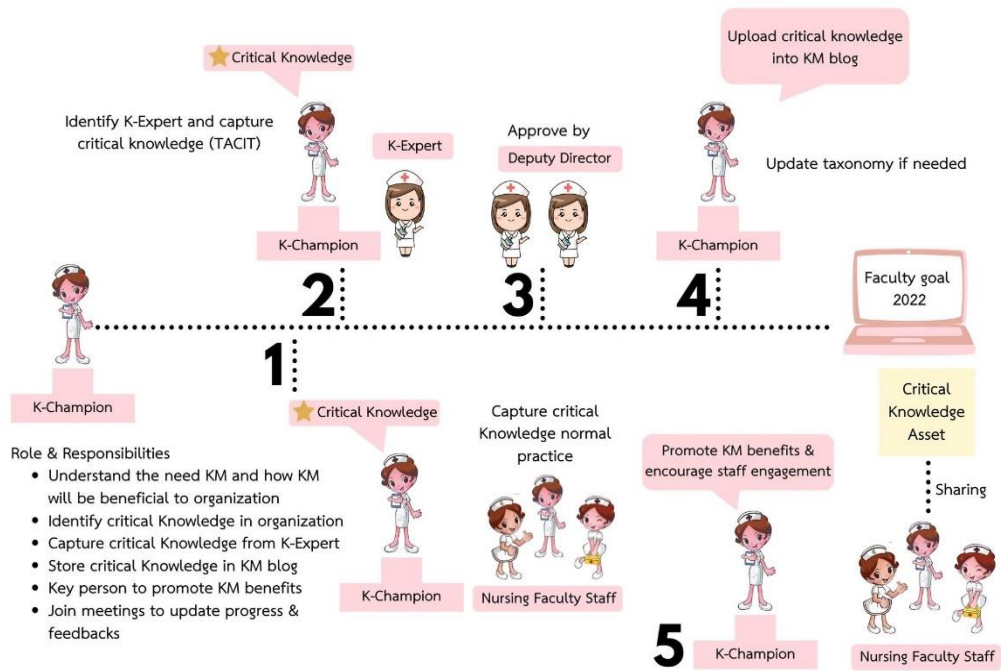 Critical Knowledge
Identify K-Expert and capture
critical knowledge (TACIT)
K-Expert
K-Champion
2
Approve by
Deputy Director
3
Upload critical knowledge
into KM blog
Update taxonomy if needed
K-Champion
4
Faculty goal
2022
K-Champion
1
Critical Knowledge
K-Champion
Capture critical
Knowledge normal
practice
Nursing Faculty Staff
Promote KM benefits &
encourage staff engagement
5
K-Champion
Critical
Knowledge
Asset
Sharing
Nursing Faculty Staff
Role & Responsibilities
• Understand the need KM and how KM
will be beneficial to organization
• Identify critical Knowledge in organization
• Capture critical Knowledge from K-Expert
• Store critical Knowledge in KM blog
• Key person to promote KM benefits
• Join meetings to update progress &
feedbacks